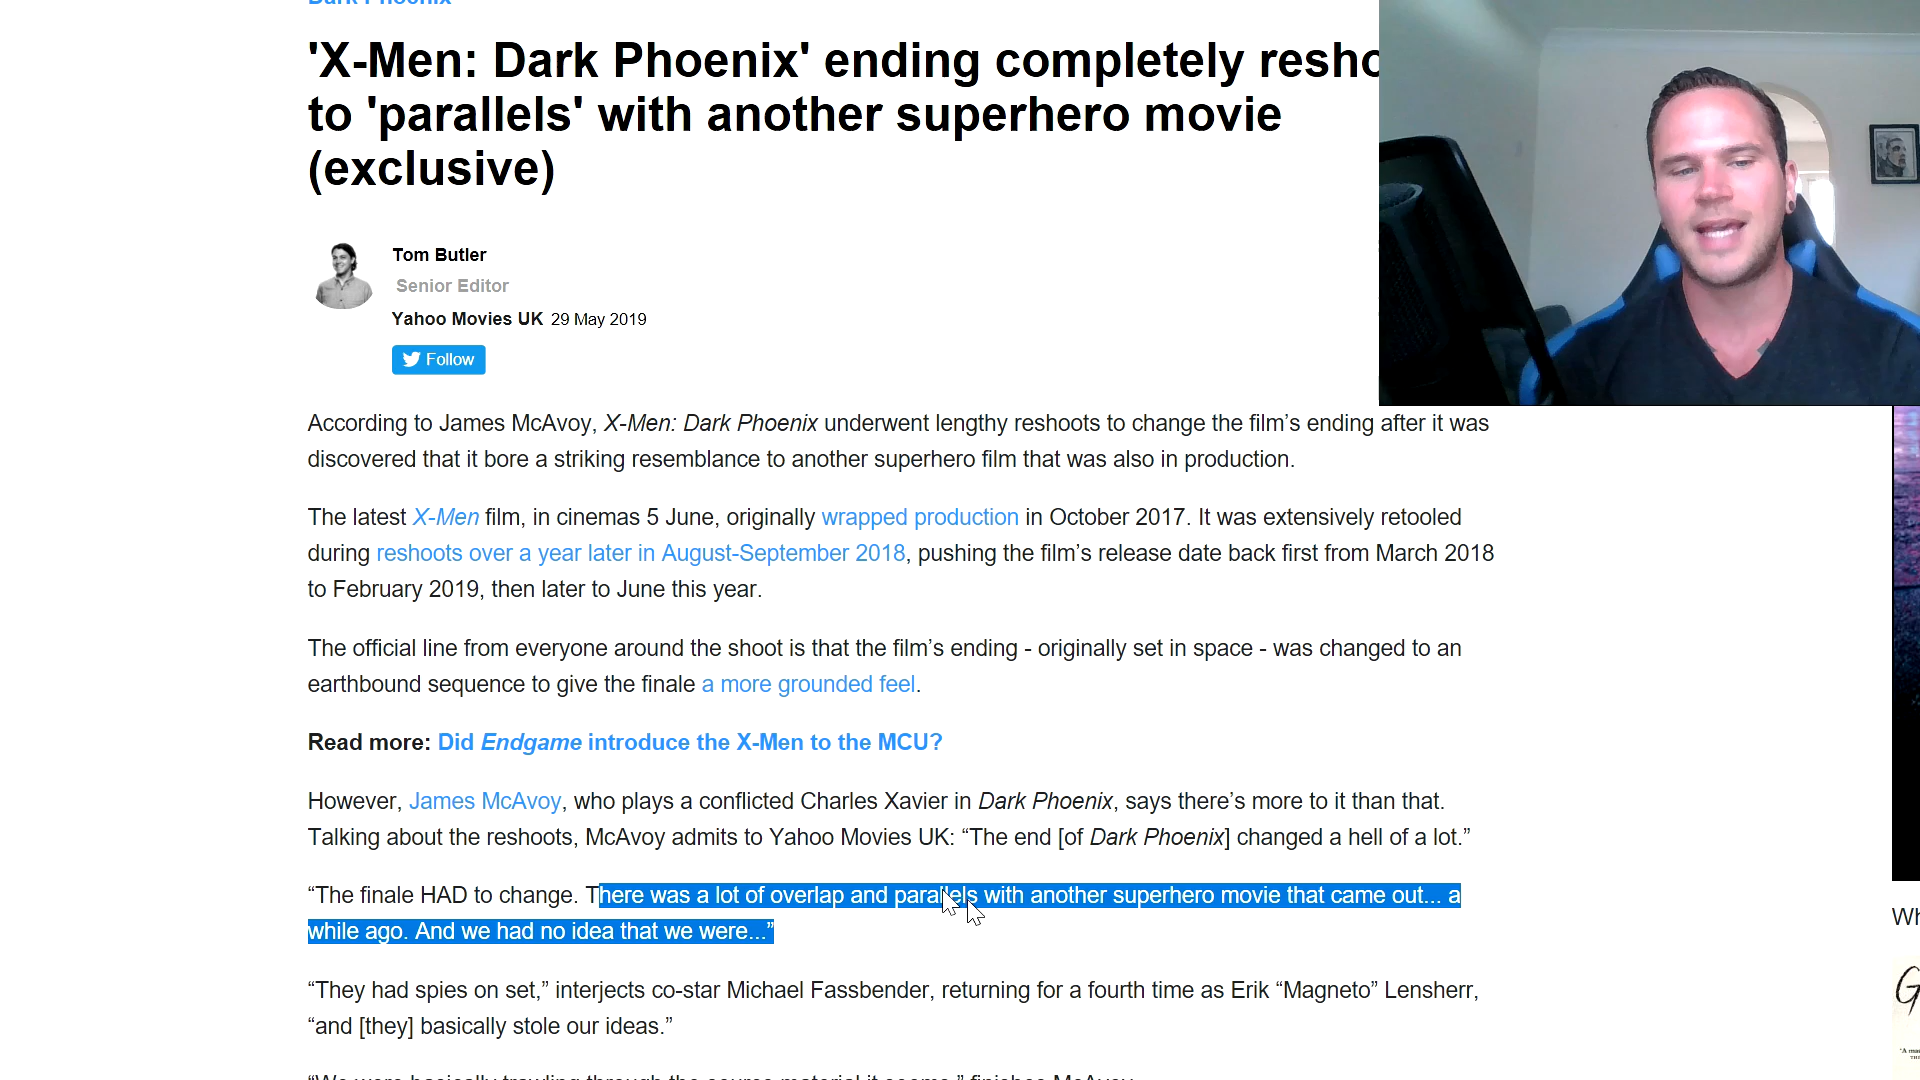 'X-Men: Dark Phoenix' ending completely
to 'parallels' with another superhero movie
(exclusive)
Tom Butler
Senior Editor
Yahoo Movies UK 29 May 2019
Follow
According to James McAvoy, X-Men: Dark Phoenix underwent lengthy reshoots to change the film’s ending after it was
discovered that it bore a striking resemblance to another superhero film that was also in production.
The latest X-Men film, in cinemas 5 June, originally wrapped production in October 2017. It was extensively retooled
during reshoots over a year later in August-September 2018, pushing the film’s release date back first from March 2018
to February 2019, then later to June this year.
The official line from everyone around the shoot is that the film’s ending - originally set in space - was changed to an
earthbound sequence to give the finale a more grounded feel.
Read more: Did Endgame introduce the X-Men to the MCU?
However, James McAvoy, who plays a conflicted Charles Xavier in Dark Phoenix, says there’s more to it than that.
Talking about the reshoots, McAvoy admits to Yahoo Movies UK: “The end [of Dark Phoenix] changed a hell of a lot.”
“The finale HAD to change. There was a lot of overlap and parallels with another superhero movie that came out... a
while ago. And we had no idea that we were...”
“They had spies on set,” interjects co-star Michael Fassbender, returning for a fourth time as Erik “Magneto” Lensherr,
“and [they] basically stole our ideas.”